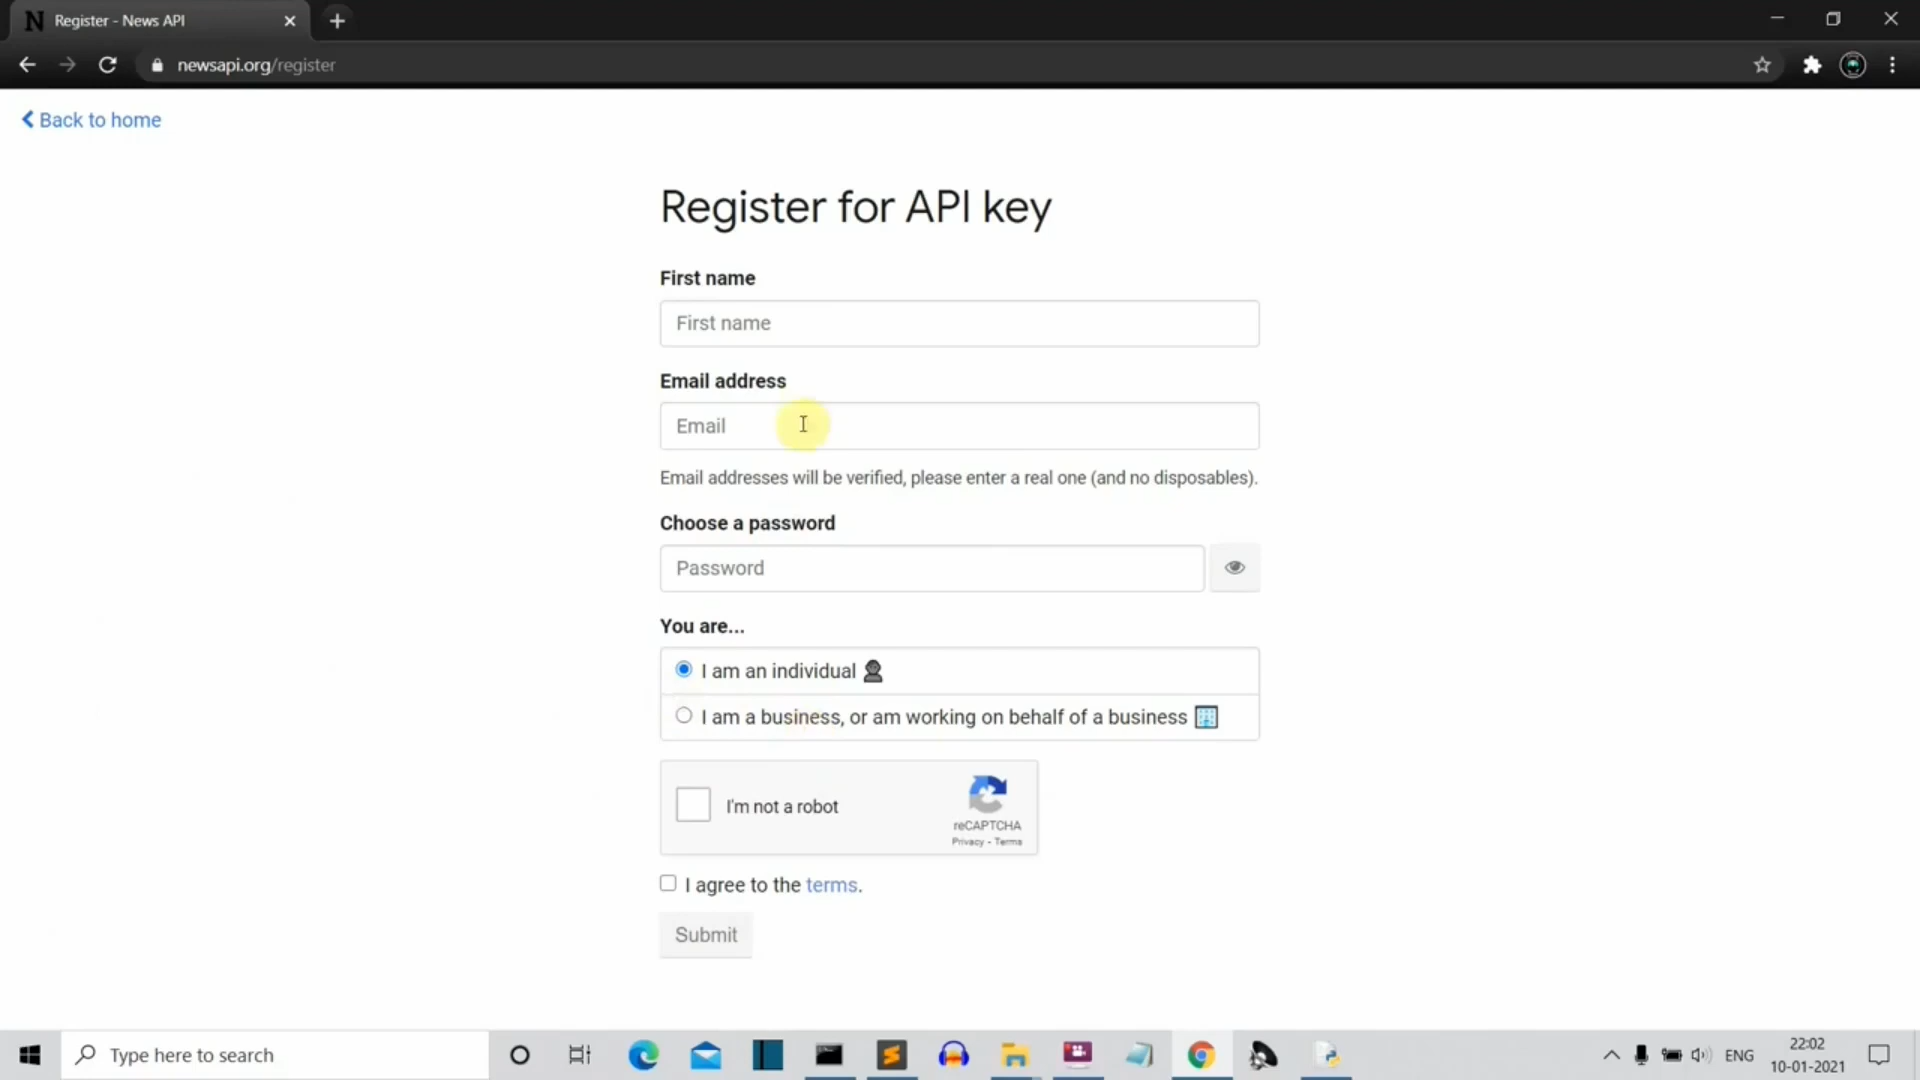 Register - News API
newsapi.org/register
Back to home
Register for API key
First name
First name
Email address
Email
Email addresses will be verified, please enter a real one (and no disposables).
Choose a password
Password
You are...
I am an individual
I am a business, or am working on behalf of a business
I'm not a robot
reCAPTCHA
Privacy - Terms
I agree to the terms.
Submit
Type here to search
ENG
22:02
10-01-2021